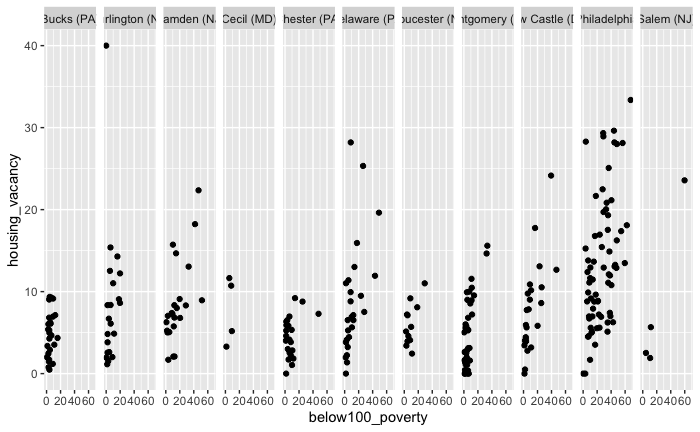 Bucks (PA
rlington (N
amden (NJ
Cecil (MD)
hester (PA
elaware (P
oucester (N
ntgomery (
w Castle (D
Philadelphia
Salem (NJ
40
30
20
10
0
housing_vacancy
0 204060 0 204060 0 204060 0 204060 0 204060 0 204060 0 204060 0 204060 0 204060 0 204060 0 204060
below100_poverty